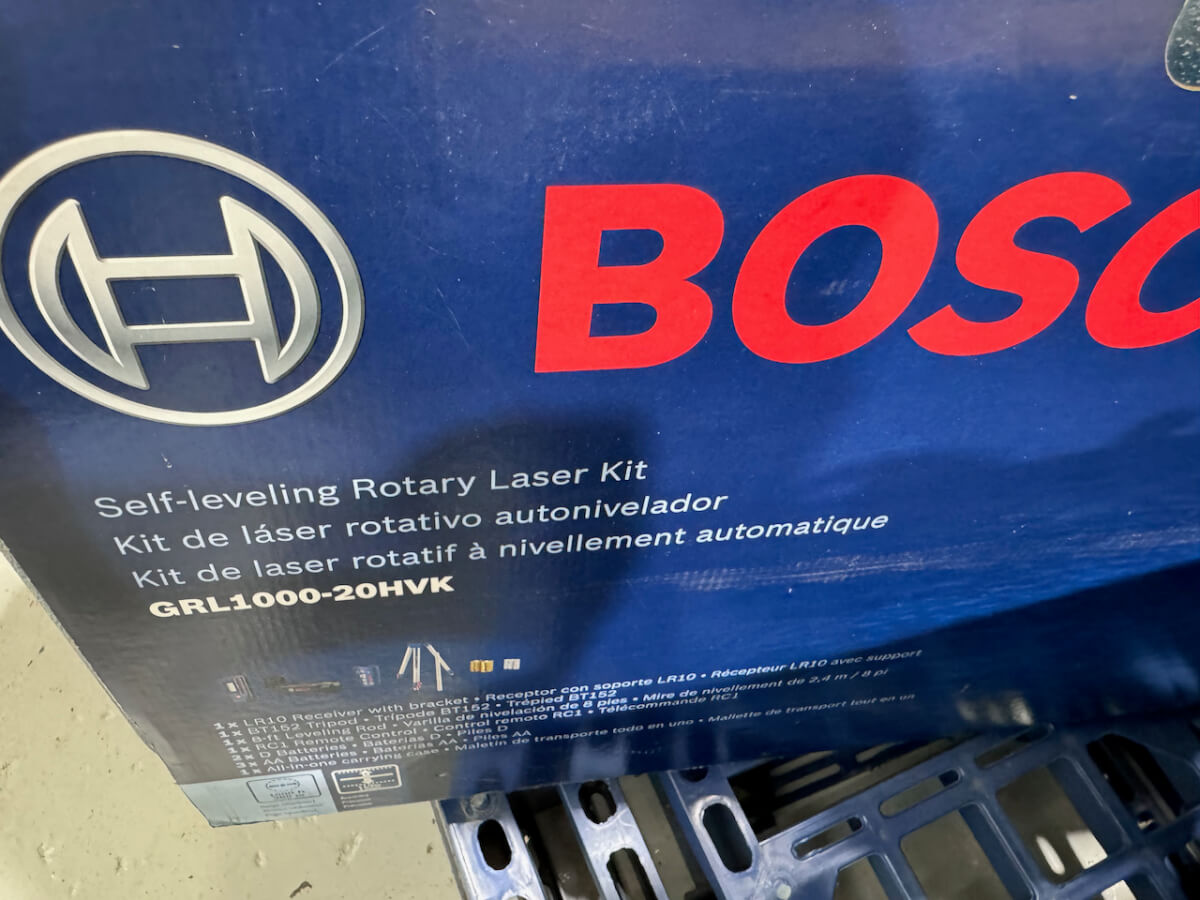 BOSC
Self-leveling Rotary Laser Kit
Kit de láser rotativo autonivelador
Kit de laser rotatif à nivellement automatique
GRL1000-20HVK
1x LR10 Receiver with bracket • Receptor con soporte LR10 • Récepteur LR10 avec support
1x BT152 Tripod • Trípode BT152 • Trépied BT152
1x 8-ft Leveling Rod • Varilla de nivelación de 8 pies • Mire de nivellement de 2,4 m / 8 pi
1x RC1 Remote Control • Control remoto RC1 • Télécommande RC1
2x D Batteries • Baterías D • Piles D
3x AA Batteries • Baterías AA • Piles AA
1x All-in-one carrying case • Maletín de transporte todo en uno • Mallette de transport tout en un